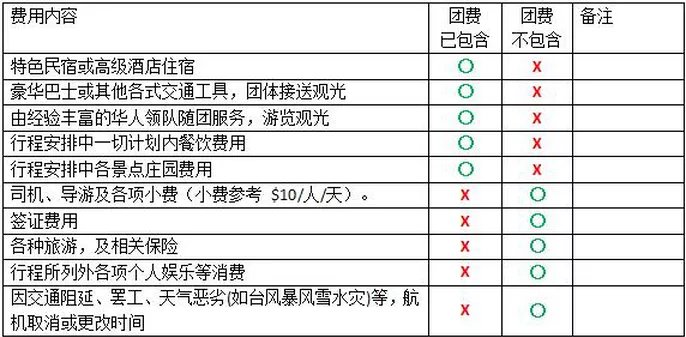 费用内容 团费 团费 备注
已包含 不包含
特色民宿或高级酒店住宿 O X
豪华巴士或其他各式交通工具，团体接送观光 O X
由经验丰富的华人领队随团服务，游览观光 O X
行程安排中一切计划内餐饮费用 O X
行程安排中各景点庄园费用 O X
司机、导游及各项小费（小费参考 $10/人/天）。 X O
签证费用 X O
各种旅游，及相关保险 X O
行程所列外各项个人娱乐等消费 X O
因交通阻延、罢工、天气恶劣(如台风暴风雪水灾)等，航 X O
机取消或更改时间